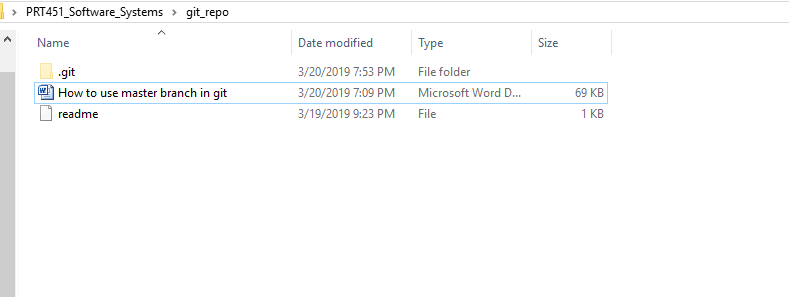 PRT451_Software_Systems > git_repo
Name Date modified Type Size
.git 3/20/2019 7:53 PM File folder
How to use master branch in git 3/20/2019 7:09 PM Microsoft Word D... 69 KB
readme 3/19/2019 9:23 PM File 1 KB